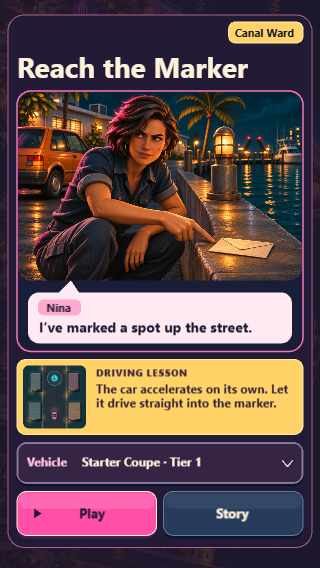 Canal Ward
Reach the Marker
Nina
I've marked a spot up the street.
DRIVING LESSON
The car accelerates on its own. Let
it drive straight into the marker.
Vehicle Starter Coupe · Tier 1
Play
Story